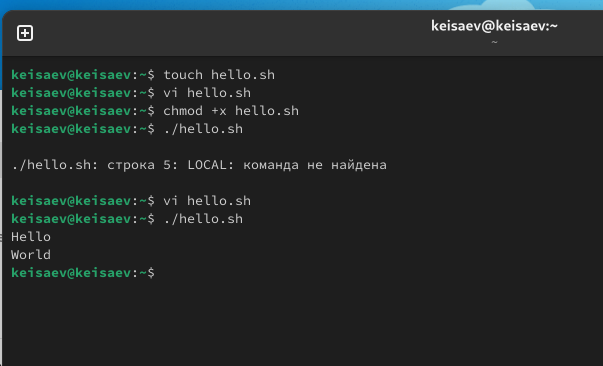 keisaev@keisaev:~
~
keisaev@keisaev:~$ touch hello.sh
keisaev@keisaev:~$ vi hello.sh
keisaev@keisaev:~$ chmod +x hello.sh
keisaev@keisaev:~$ ./hello.sh
./hello.sh: строка 5: LOCAL: команда не найдена
keisaev@keisaev:~$ vi hello.sh
keisaev@keisaev:~$ ./hello.sh
Hello
World
keisaev@keisaev:~$